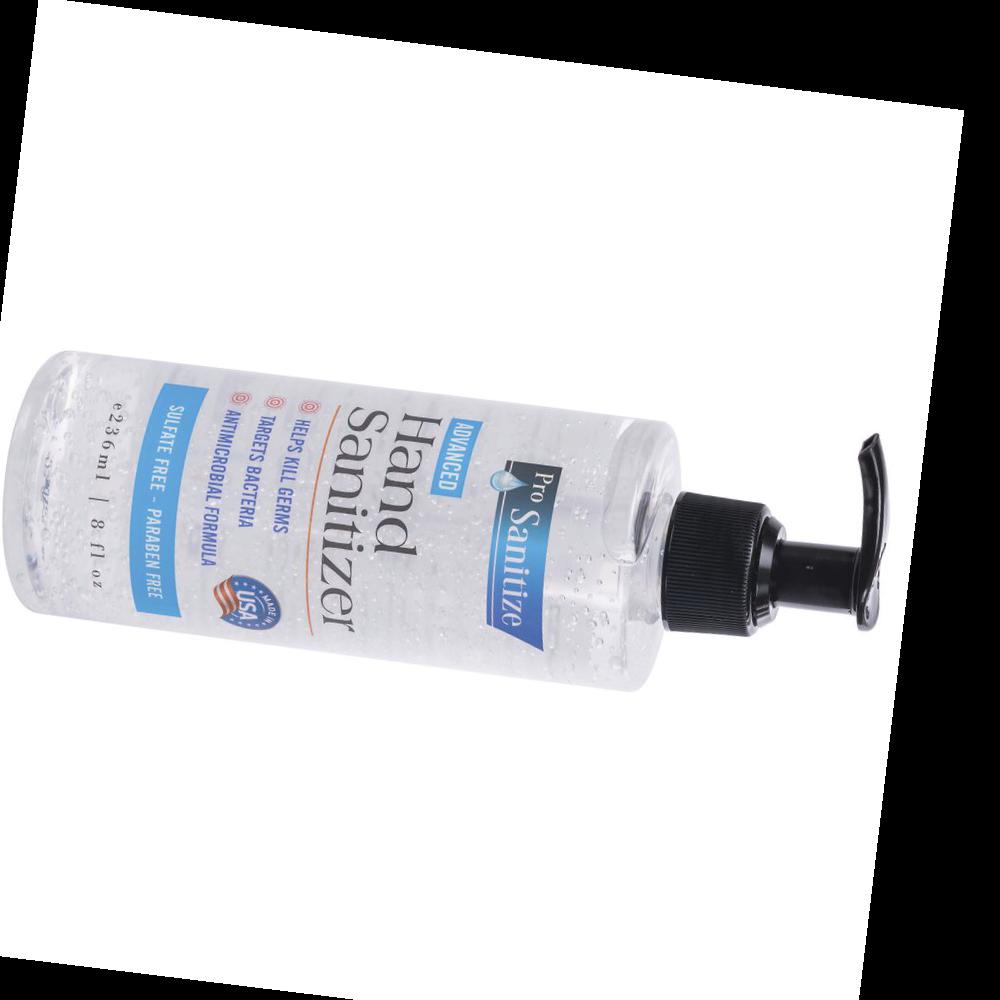 Pro Sanitize
ADVANCED
Hand
Sanitizer
HELPS KILL GERMS
TARGETS BACTERIA
ANTIMICROBIAL FORMULA
MADE IN
USA
SULFATE FREE - PARABEN FREE
e236ml | 8 fl oz